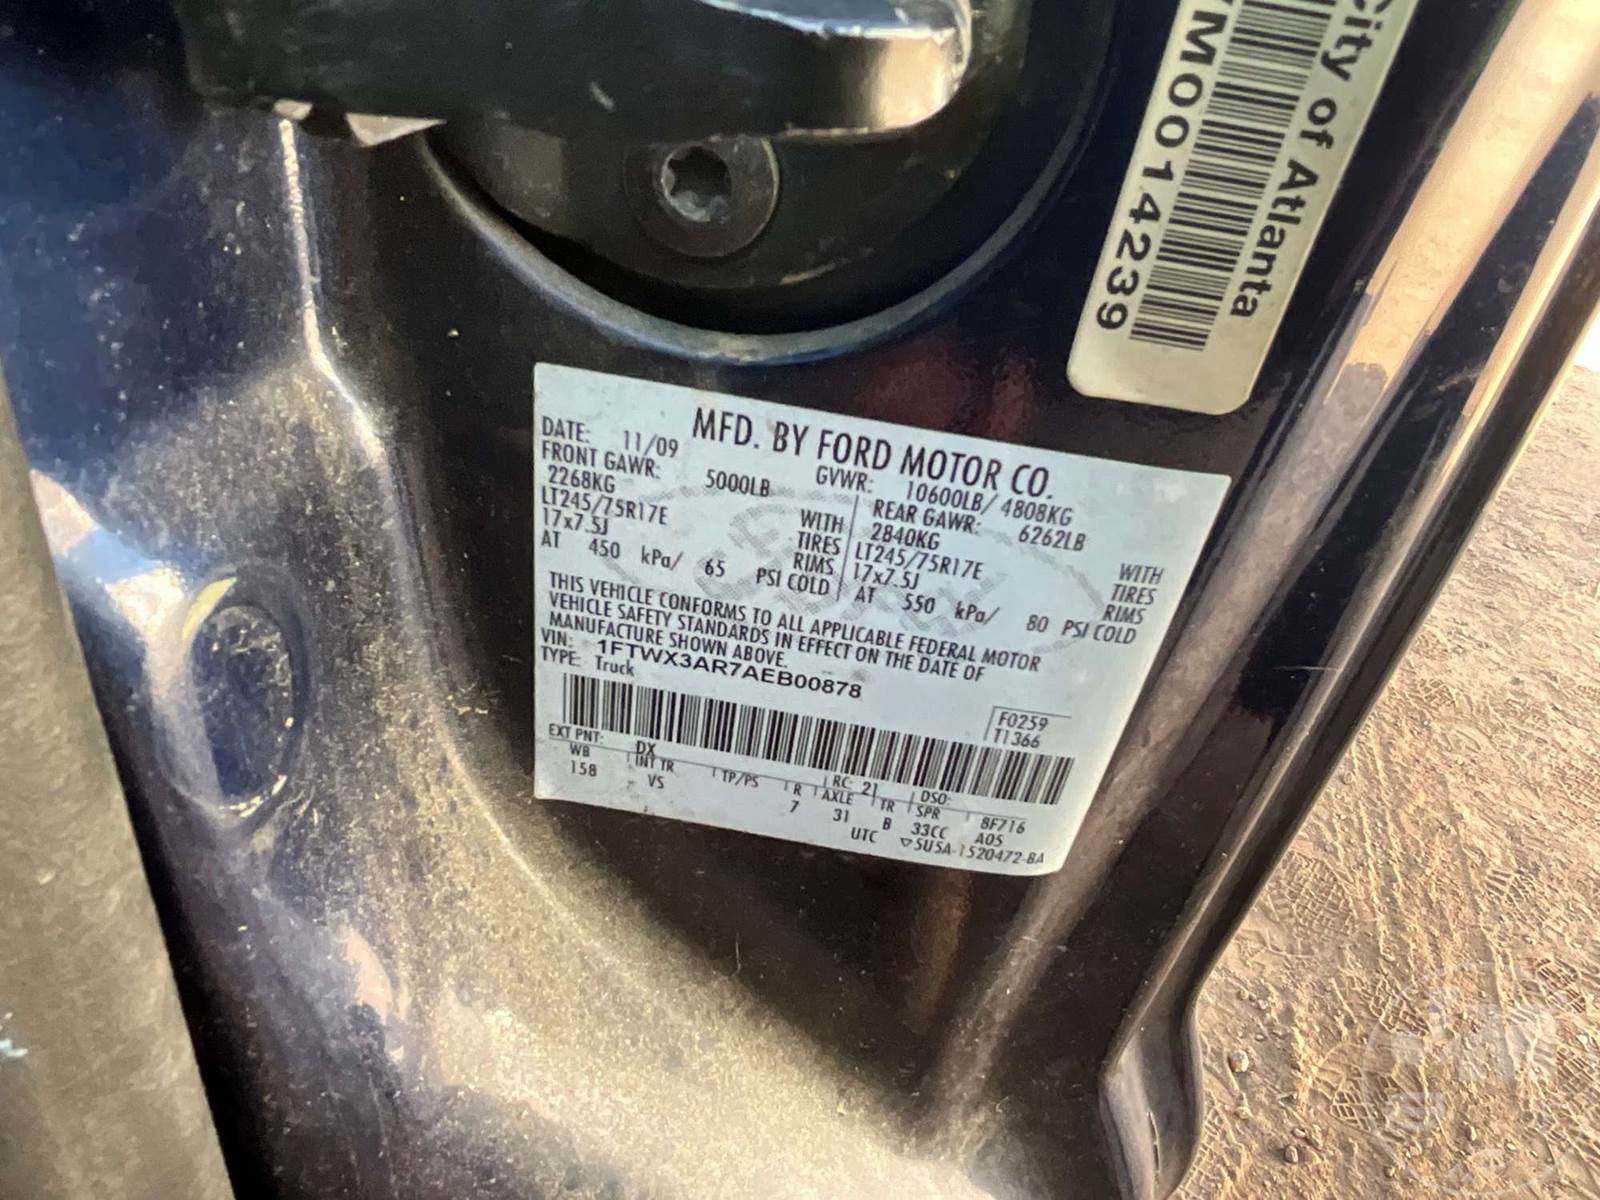 City of Atlanta
M0014239
MFD. BY FORD MOTOR CO.
DATE: 11/09 GVWR: 10600LB/ 4808KG
FRONT GAWR: 5000LB REAR GAWR: 6262LB
2268KG WITH 2840KG WITH
LT245/75R17E TIRES LT245/75R17E TIRES
17x7.5J RIMS 17x7.5J RIMS
AT 450 kPa/ 65 PSI COLD AT 550 kPa/ 80 PSI COLD
THIS VEHICLE CONFORMS TO ALL APPLICABLE FEDERAL MOTOR
VEHICLE SAFETY STANDARDS IN EFFECT ON THE DATE OF
MANUFACTURE SHOWN ABOVE.
VIN: 1FTWX3AR7AEB00878
TYPE: Truck
F0259
T1366
EXT PNT: DX RC: 21 DSO: 8F716
WB INT TR TP/PS R AXLE TR SPR A05
158 VS 7 31 B 33CC
UTC ▽5U5A-1520472-BA